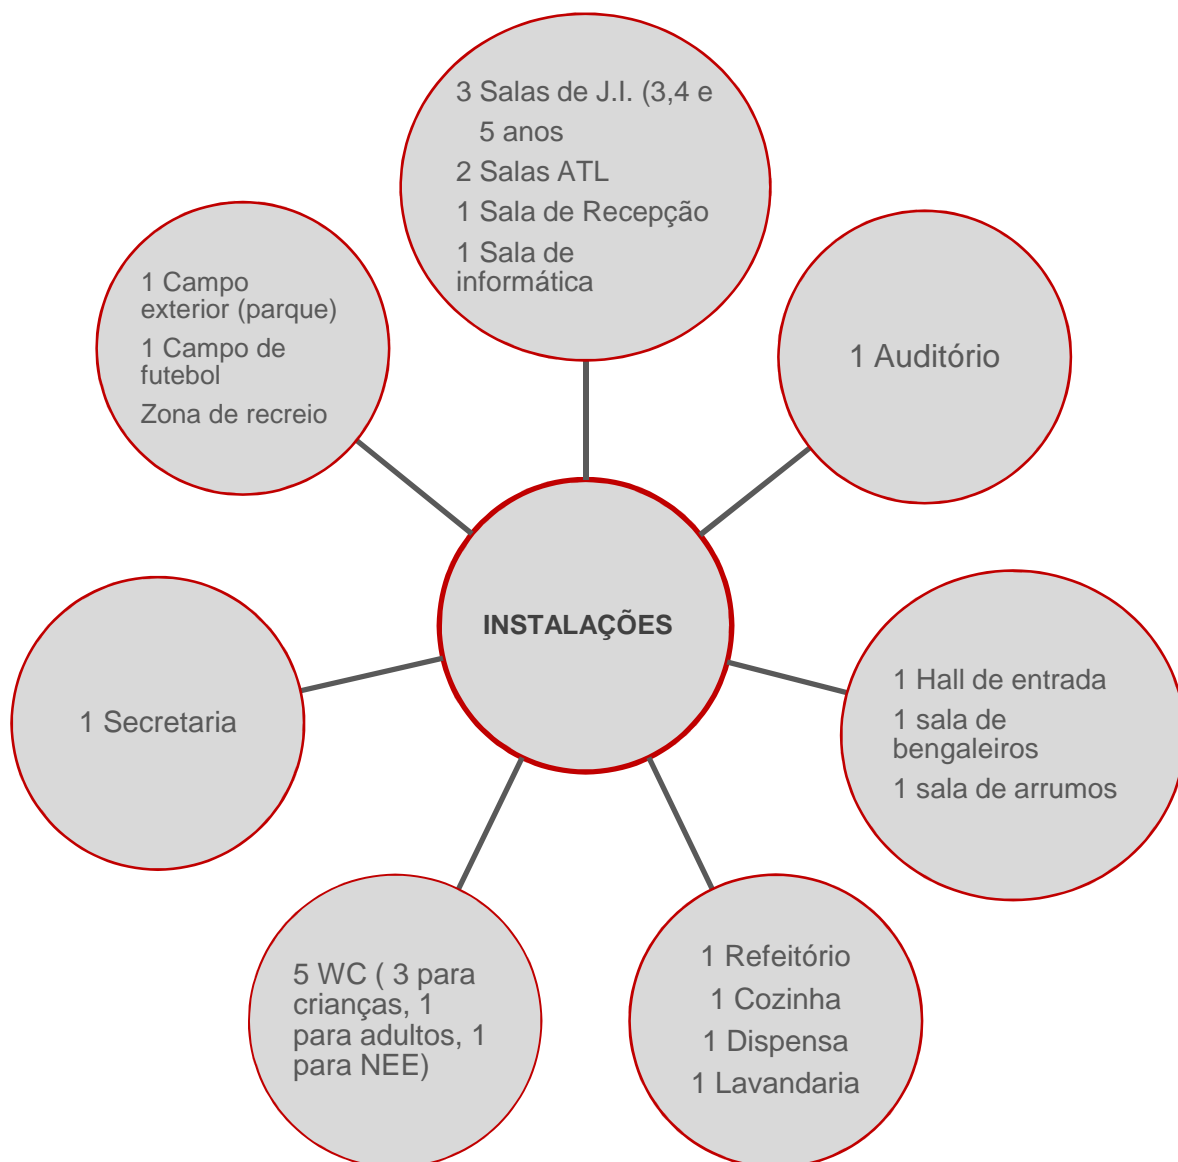 3 Salas de J.I. (3,4 e
5 anos
2 Salas ATL
1 Sala de Recepção
1 Sala de
informática
1 Campo
exterior (parque)
1 Campo de
futebol
Zona de recreio
1 Auditório
INSTALAÇÕES
1 Secretaria
1 Hall de entrada
1 sala de
bengaleiros
1 sala de arrumos
5 WC ( 3 para
crianças, 1
para adultos, 1
para NEE)
1 Refeitório
1 Cozinha
1 Dispensa
1 Lavandaria